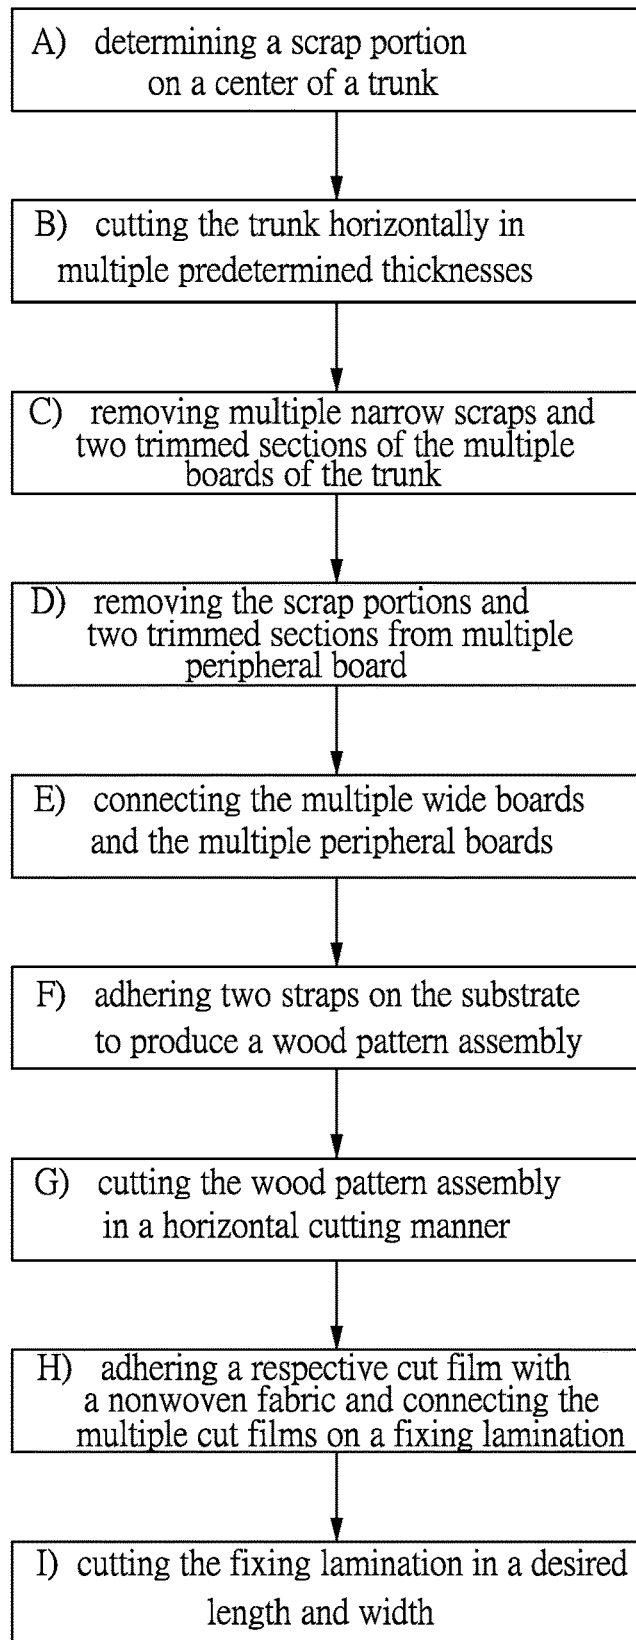 A) determining a scrap portion
on a center of a trunk
B) cutting the trunk horizontally in
multiple predetermined thicknesses
C) removing multiple narrow scraps and
two trimmed sections of the multiple
boards of the trunk
D) removing the scrap portions and
two trimmed sections from multiple
peripheral board
E) connecting the multiple wide boards
and the multiple peripheral boards
F) adhering two straps on the substrate
to produce a wood pattern assembly
G) cutting the wood pattern assembly
in a horizontal cutting manner
H) adhering a respective cut film with
a nonwoven fabric and connecting the
multiple cut films on a fixing lamination
I) cutting the fixing lamination in a desired
length and width